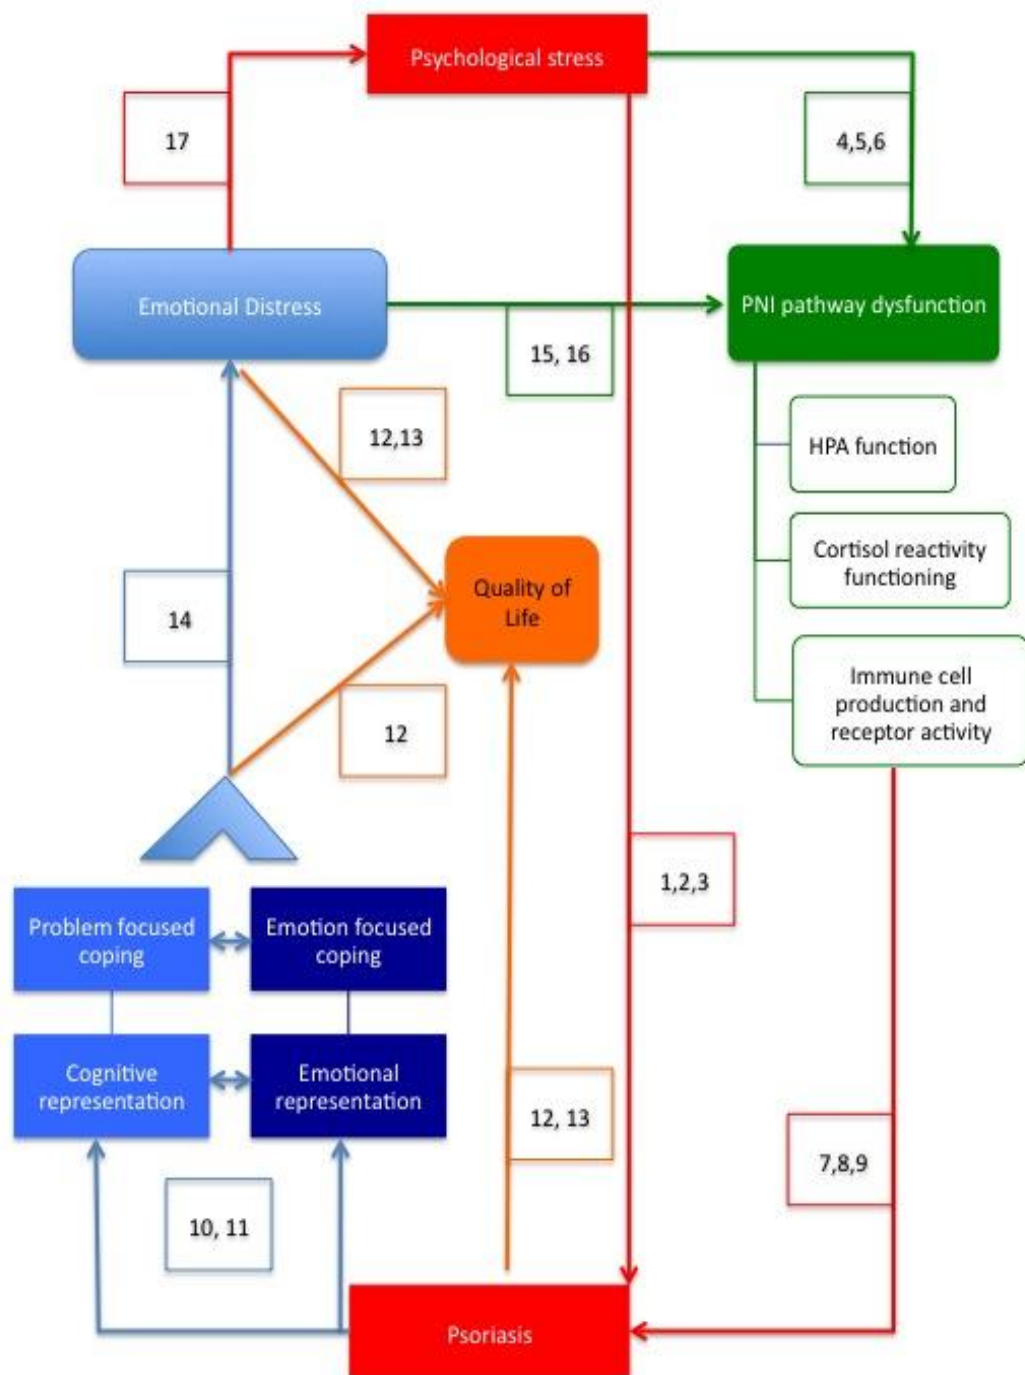 Psychological stress
17
4,5,6
Emotional Distress
PNI pathway dysfunction
15, 16
12,13
HPA function
Cortisol reactivity
functioning
Quality of
Life
14
12
Immune cell
production and
receptor activity
1,2,3
Problem focused
coping
Emotion focused
coping
Cognitive
representation
Emotional
representation
12, 13
7,8,9
10, 11
Psoriasis